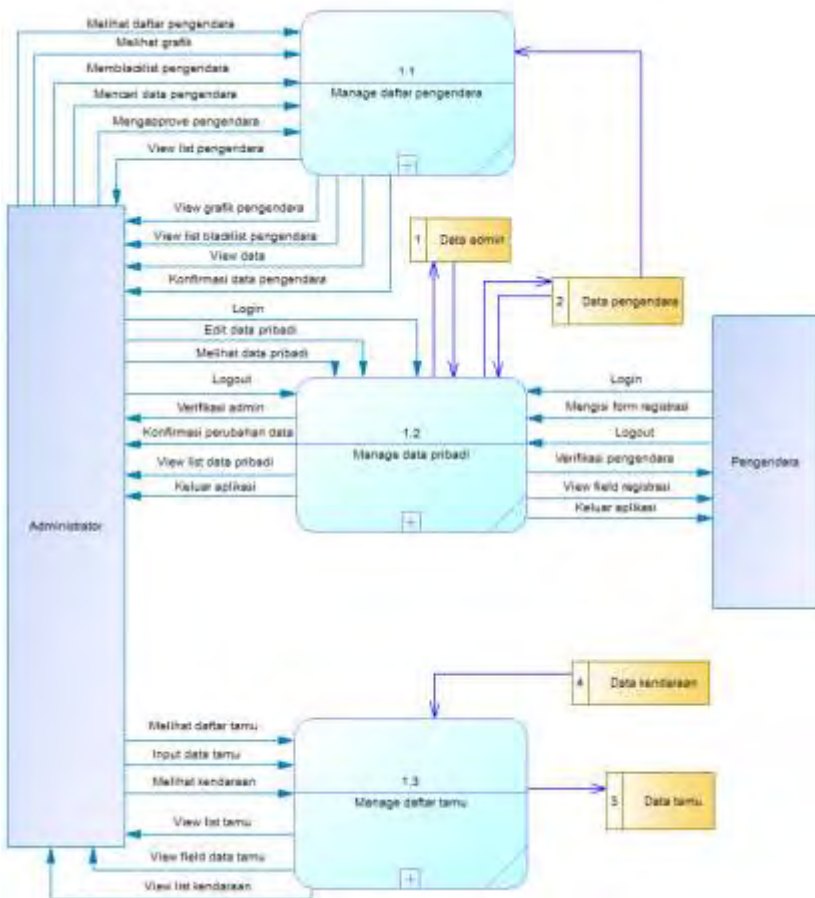 Melihat daftar pengendara
Melihat grafik
Memblacklist pengendara
Mencari data pengendara
Mengapprove pengendara
View list pengendara
1.1
Manage daftar pengendara
View grafik pengendara
View list blacklist pengendara
View data
Konfirmasi data pengendara
1 Data admin
2 Data pengendara
Login
Edit data pribadi
Melihat data pribadi
Logout
Verifikasi admin
Konfirmasi perubahan data
View list data pribadi
Keluar aplikasi
1.2
Manage data pribadi
Login
Mengisi form registrasi
Logout
Verifikasi pengendara
View field registrasi
Keluar aplikasi
Pengendara
Administrator
4 Data kendaraan
Melihat daftar tamu
Input data tamu
Melihat kendaraan
View list tamu
View field data tamu
View list kendaraan
1.3
Manage daftar tamu
Data tamu